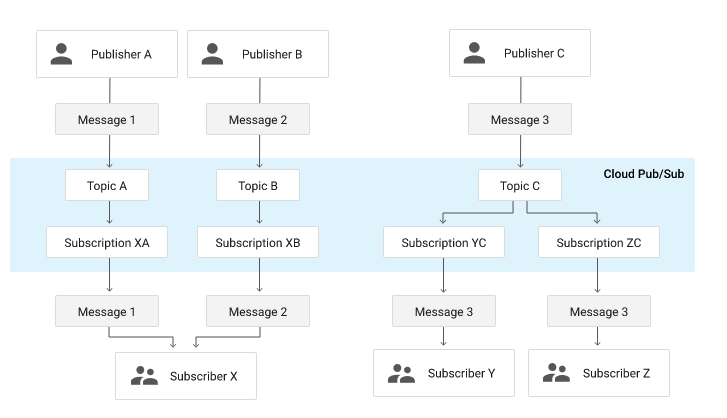 Publisher A
Publisher B
Publisher C
Message 1
Message 2
Message 3
Cloud Pub/Sub
Topic A
Topic B
Topic C
Subscription XA
Subscription XB
Subscription YC
Subscription ZC
Message 1
Message 2
Message 3
Message 3
Subscriber X
Subscriber Y
Subscriber Z